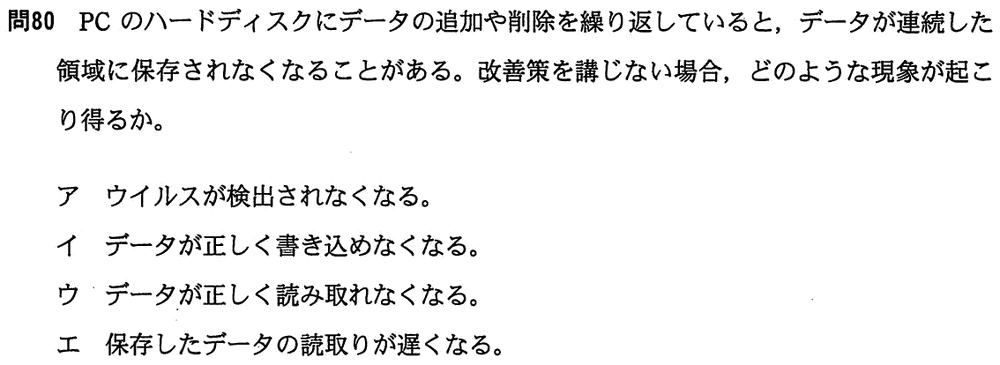 問80 PC のハードディスクにデータの追加や削除を繰り返していると，データが連続した
領域に保存されなくなることがある。改善策を講じない場合，どのような現象が起こ
り得るか。
ア ウイルスが検出されなくなる。
イ データが正しく書き込めなくなる。
ウ データが正しく読み取れなくなる。
エ 保存したデータの読取りが遅くなる。